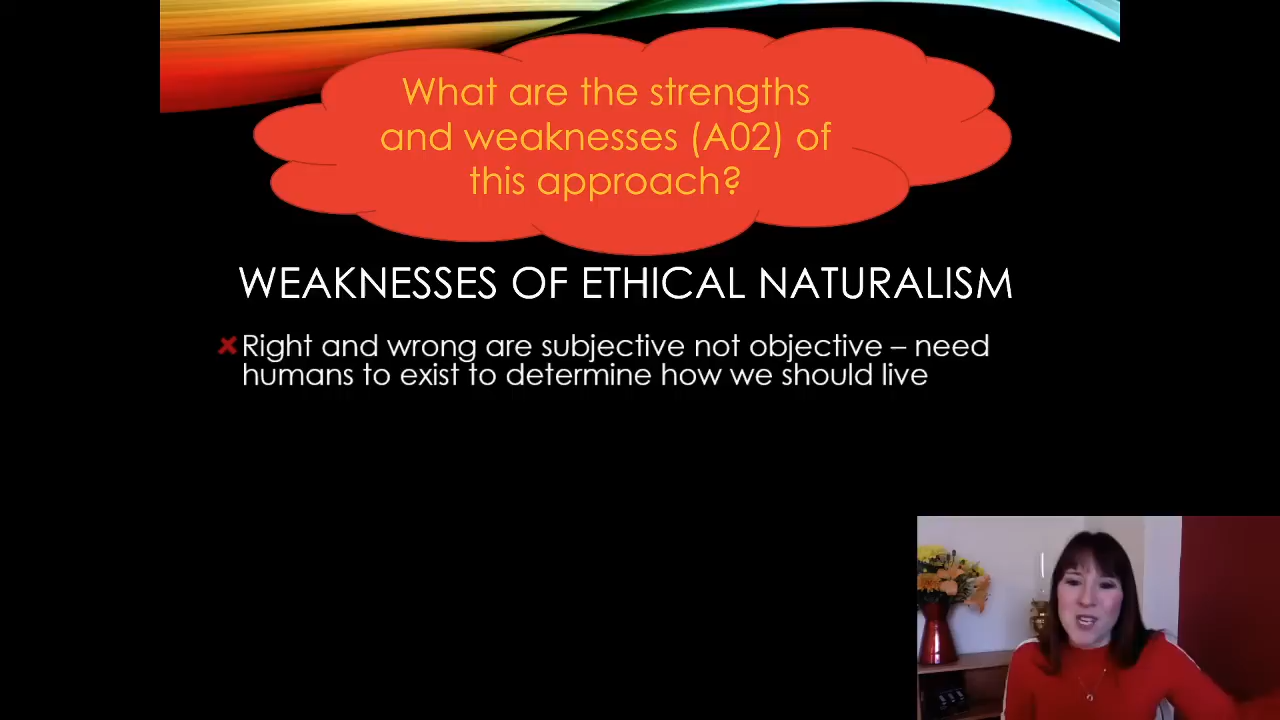 What are the strengths
and weaknesses (A02) of
this approach?
WEAKNESSES OF ETHICAL NATURALISM
Right and wrong are subjective not objective – need
humans to exist to determine how we should live